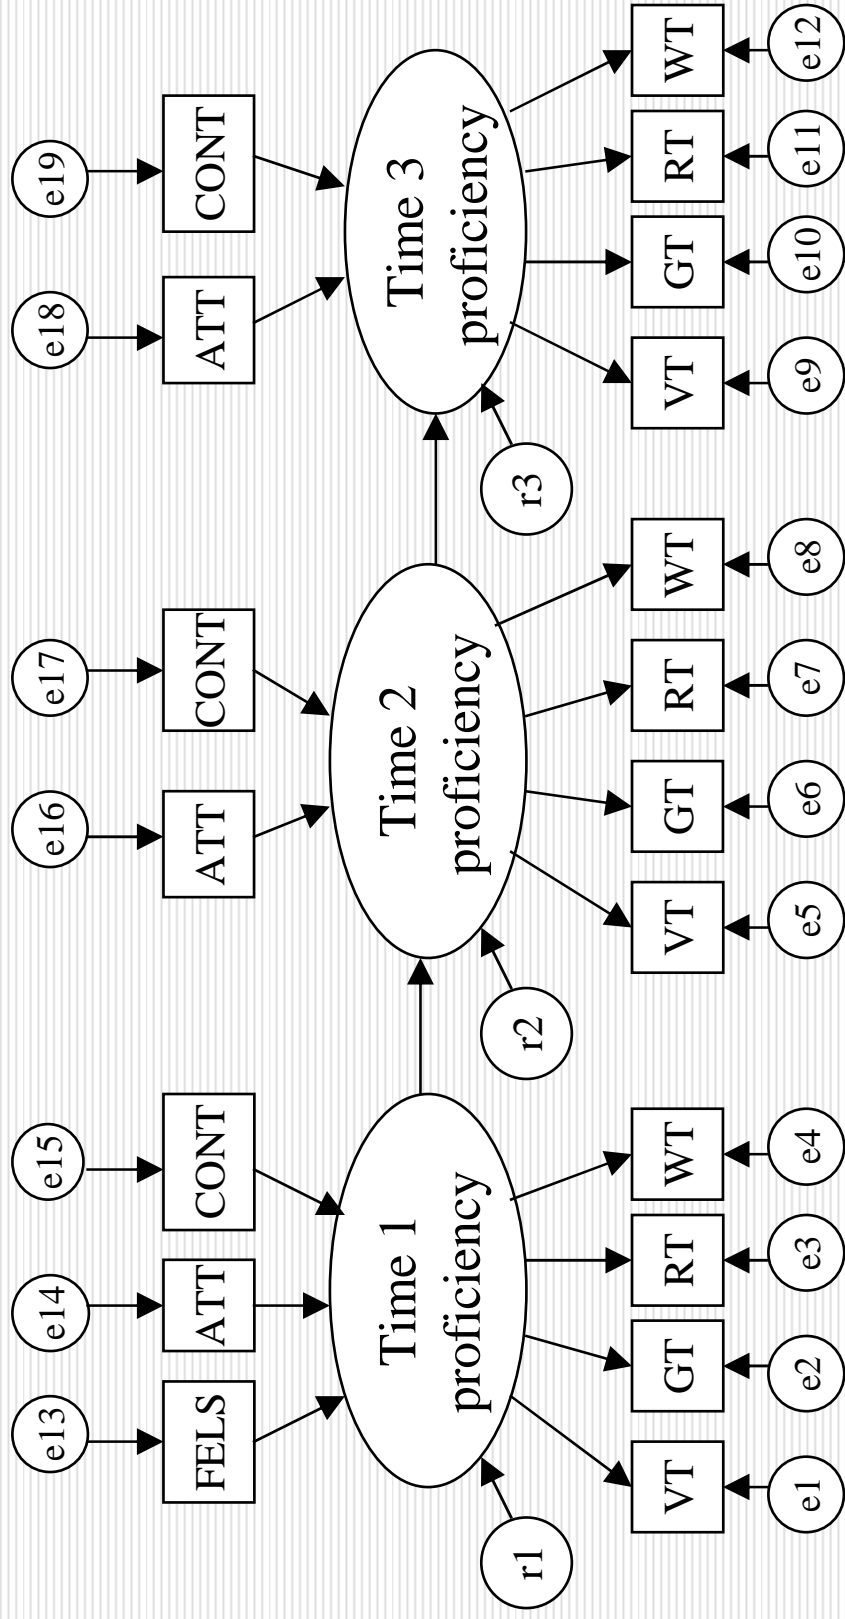 e13
e14
e15
e16
e17
e18
e19
FELS
ATT
CONT
ATT
CONT
ATT
CONT
Time 1
proficiency
Time 2
proficiency
Time 3
proficiency
r1
r2
r3
VT
GT
RT
WT
VT
GT
RT
WT
VT
GT
RT
WT
e1
e2
e3
e4
e5
e6
e7
e8
e9
e10
e11
e12